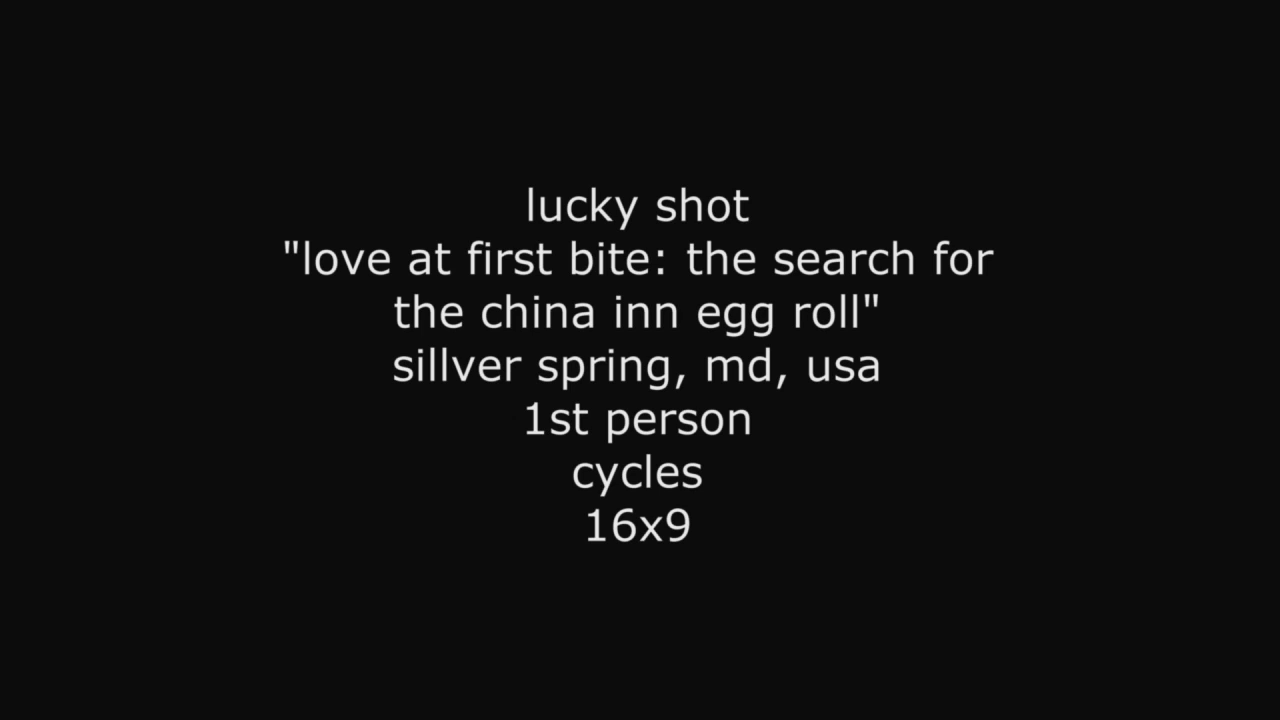 lucky shot
"love at first bite: the search for
the china inn egg roll"
sillver spring, md, usa
1st person
cycles
16x9